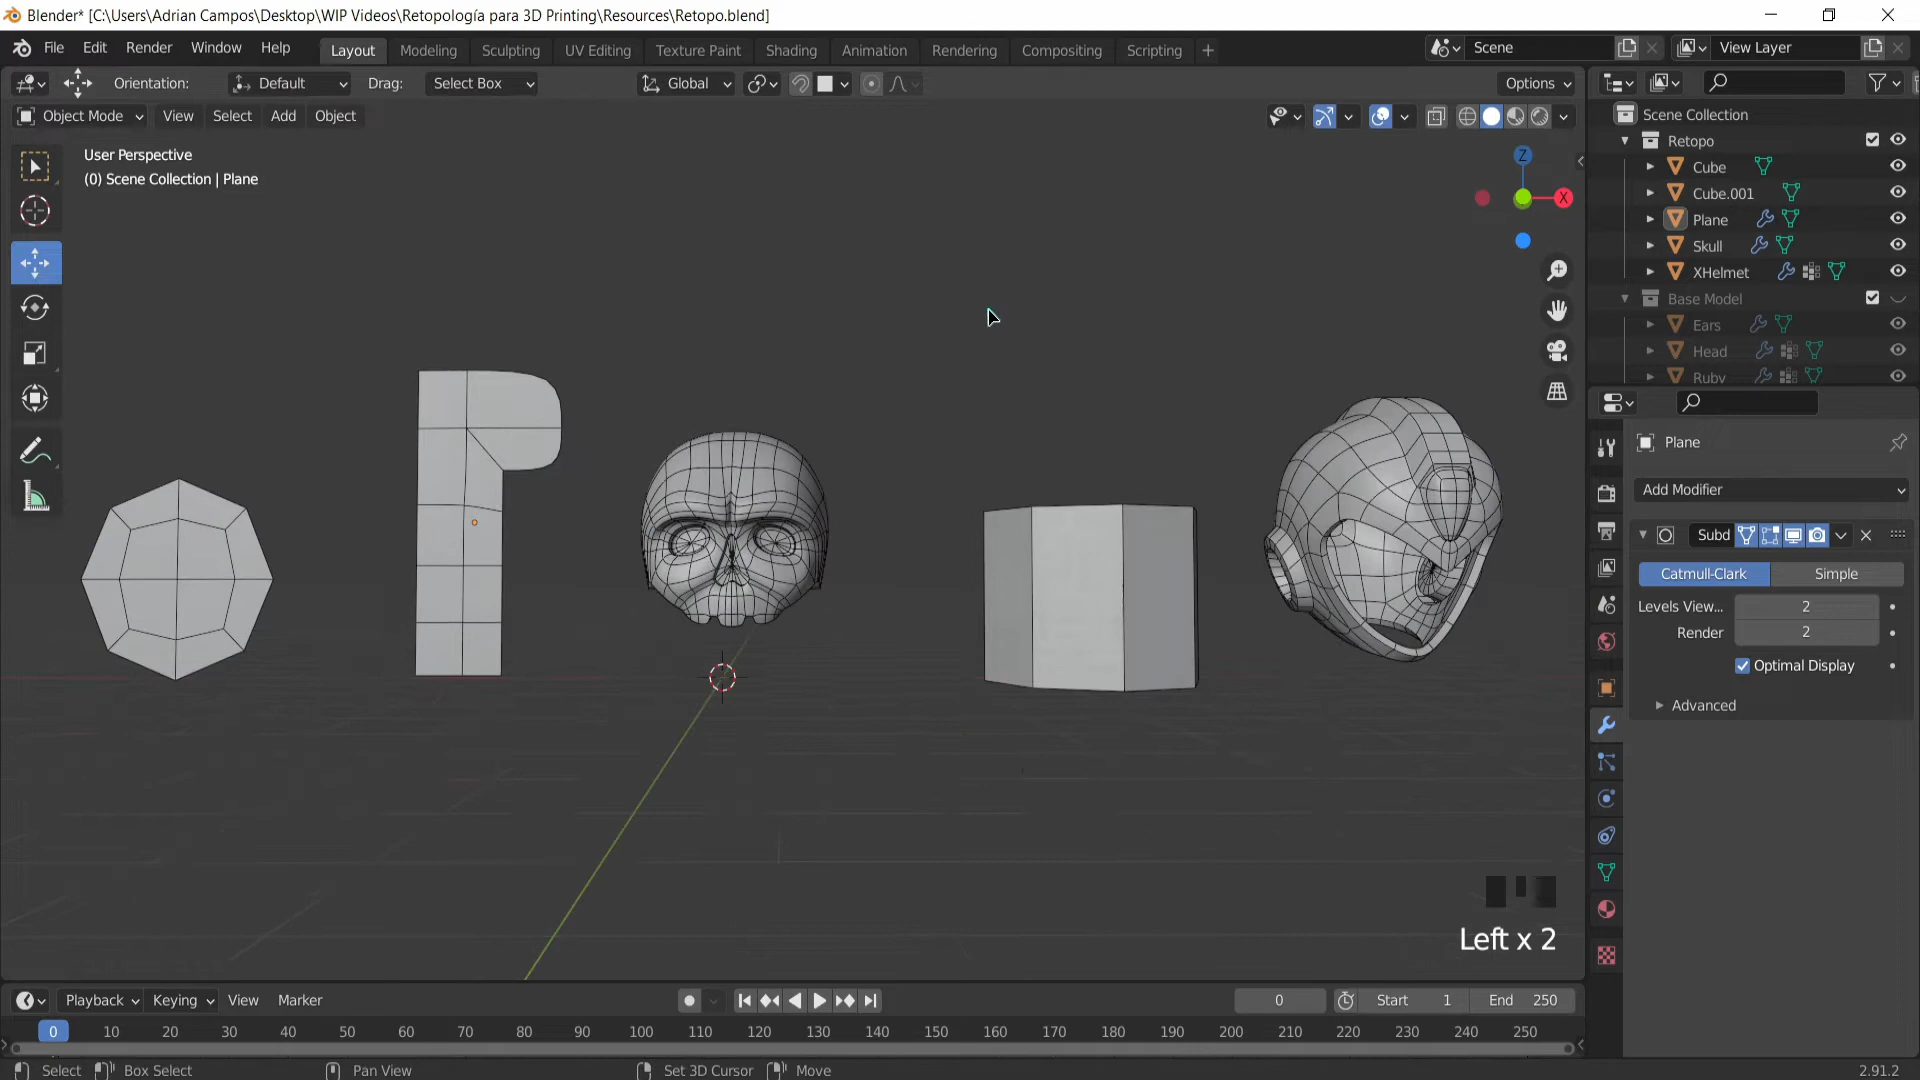 Blender* [C:\Users\Adrian Campos\Desktop\WIP Videos\Retopología para 3D Printing\Resources\Retopo.blend]
File Edit Render Window Help Layout Modeling Sculpting UV Editing Texture Paint Shading Animation Rendering Compositing Scripting + Scene View Layer
Orientation: Default Drag: Select Box Global Options
Object Mode View Select Add Object
User Perspective
(0) Scene Collection | Plane
Z
X
Scene Collection
Retopo
Cube
Cube.001
Plane
Skull
XHelmet
Base Model
Ears
Head
Ruby
Plane
Add Modifier
Subd
Catmull-Clark Simple
Levels View... 2
Render 2
Optimal Display
Advanced
Left x 2
Playback Keying View Marker 0 Start 1 End 250
0 10 20 30 40 50 60 70 80 90 100 110 120 130 140 150 160 170 180 190 200 210 220 230 240 250
Select Box Select Pan View Set 3D Cursor Move 2.91.2